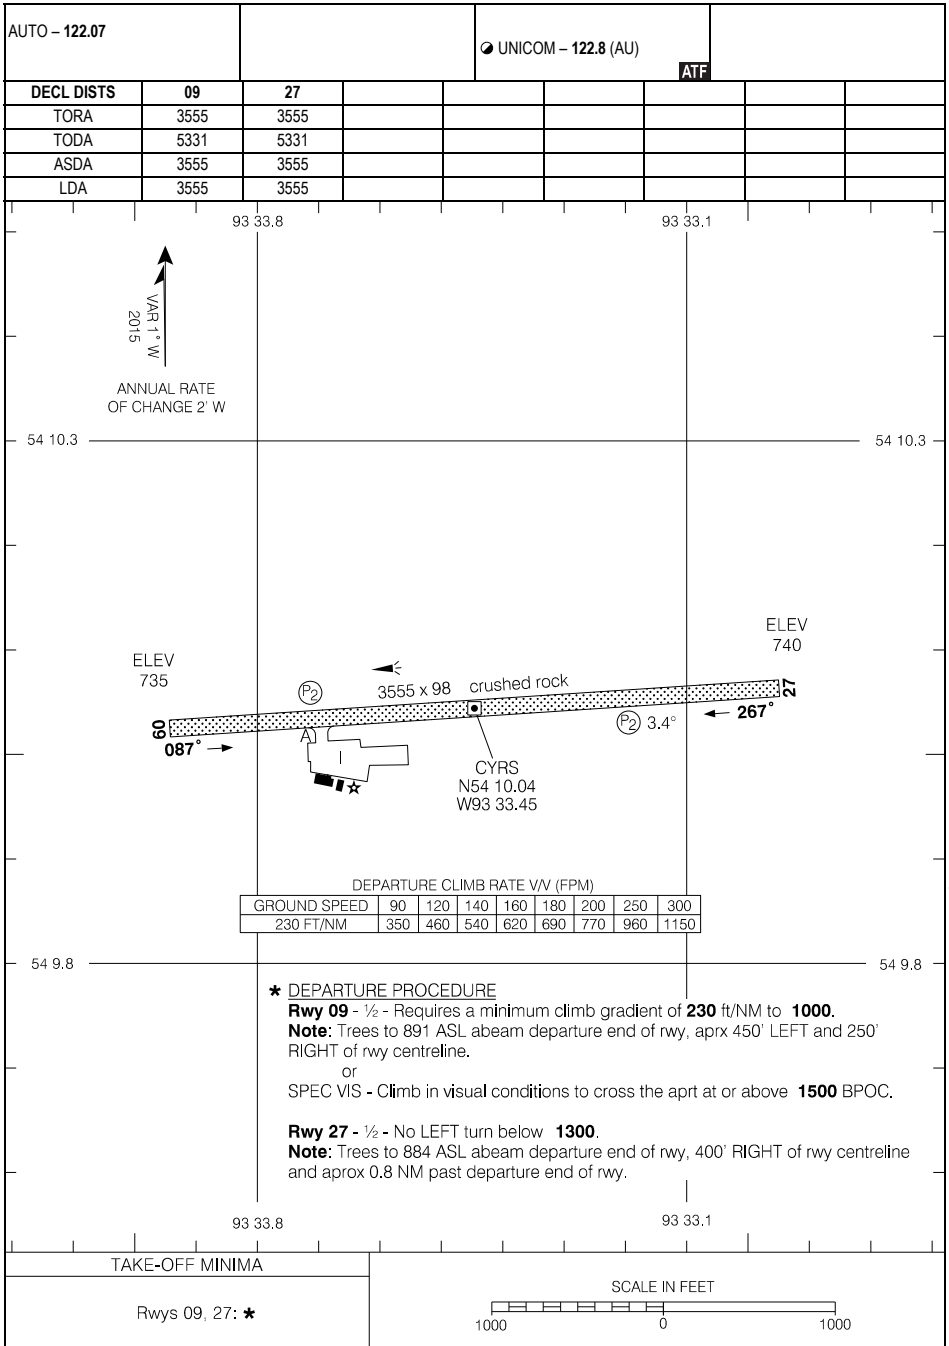 AUTO – 122.07
UNICOM – 122.8 (AU)
ATF
DECL DISTS 09 27
TORA 3555 3555
TODA 5331 5331
ASDA 3555 3555
LDA 3555 3555
93 33.8 93 33.1
VAR 1° W
2015
ANNUAL RATE
OF CHANGE 2' W
54 10.3 54 10.3
ELEV
740
ELEV
735
P2
3555 x 98 crushed rock
27
09
P2 3.4°
267°
087°
A
I
CYRS
N54 10.04
W93 33.45
DEPARTURE CLIMB RATE V/V (FPM)
GROUND SPEED 90 120 140 160 180 200 250 300
230 FT/NM 350 460 540 620 690 770 960 1150
54 9.8 54 9.8
* DEPARTURE PROCEDURE
Rwy 09 - ½ - Requires a minimum climb gradient of 230 ft/NM to 1000.
Note: Trees to 891 ASL abeam departure end of rwy, aprx 450' LEFT and 250'
RIGHT of rwy centreline.
or
SPEC VIS - Climb in visual conditions to cross the aprt at or above 1500 BPOC.
Rwy 27 - ½ - No LEFT turn below 1300.
Note: Trees to 884 ASL abeam departure end of rwy, 400' RIGHT of rwy centreline
and aprox 0.8 NM past departure end of rwy.
93 33.8 93 33.1
TAKE-OFF MINIMA
Rwys 09, 27: *
SCALE IN FEET
1000 0 1000